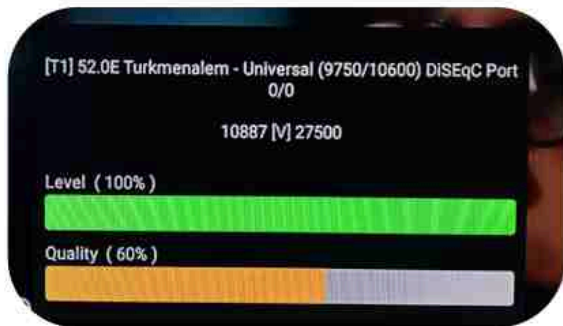 [T1] 52.0E Turkmenalem - Universal (9750/10600) DiSEqC Port
0/0
10887 [V] 27500
Level ( 100% )
Quality ( 60% )